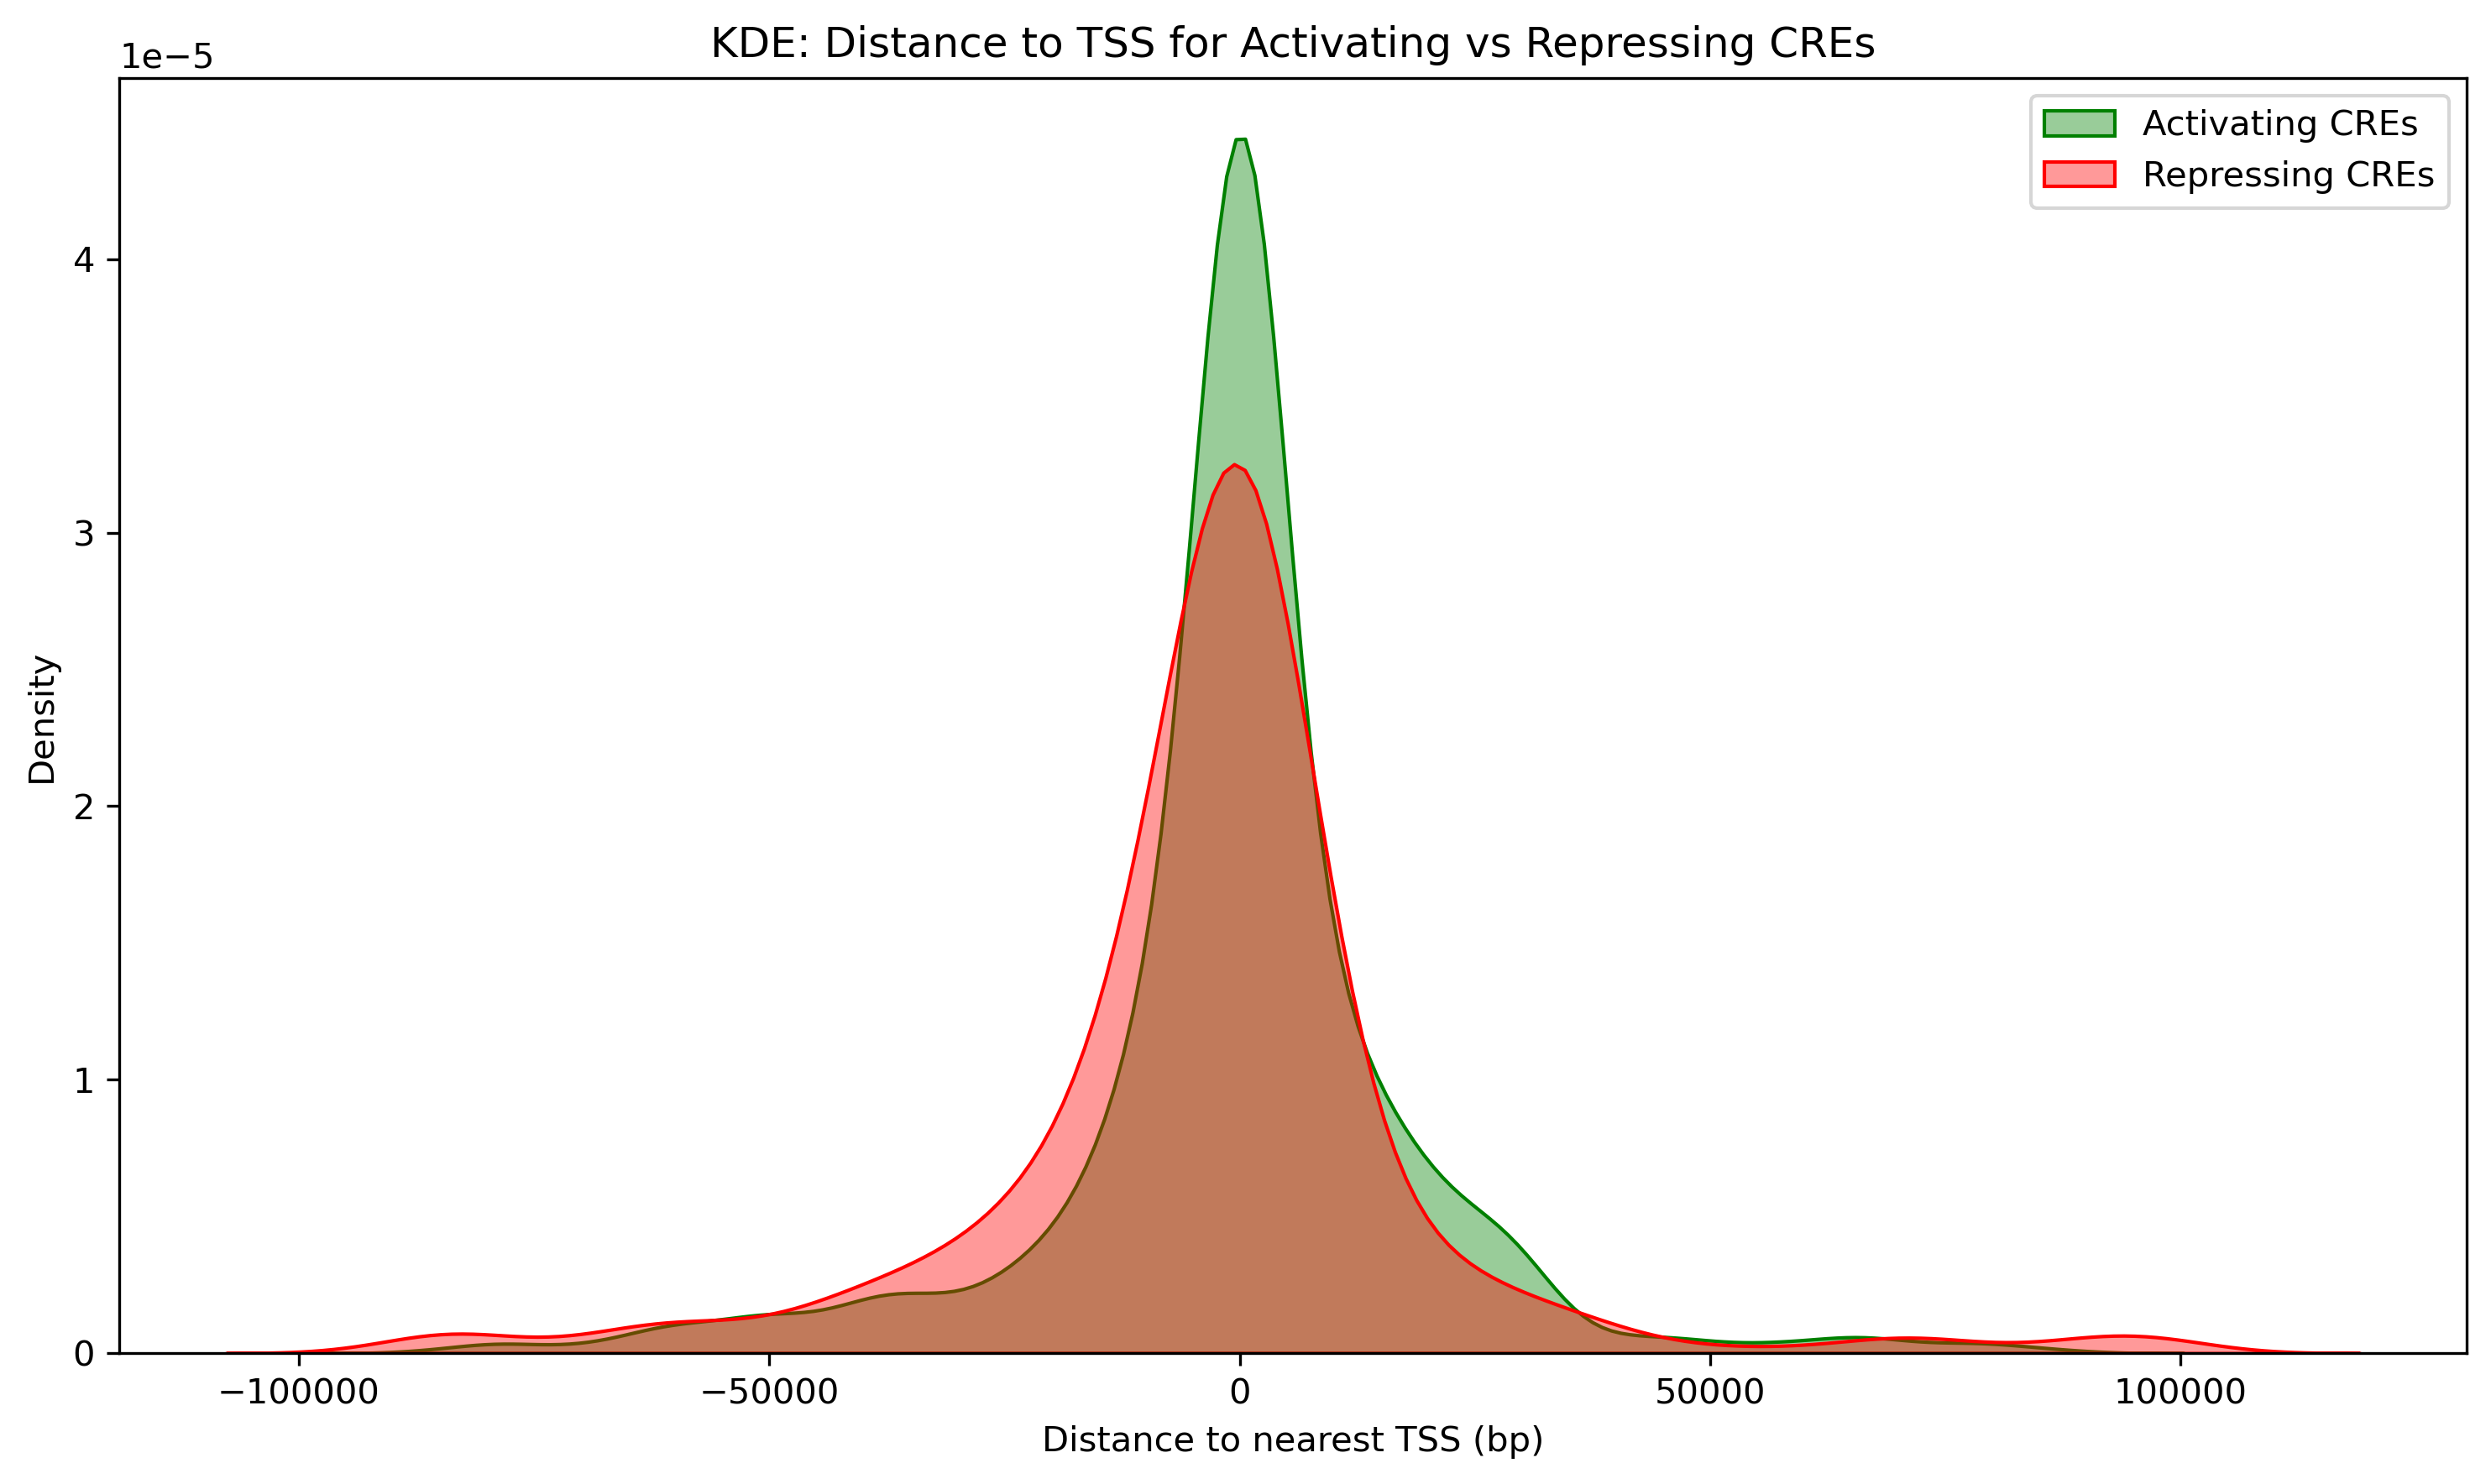 KDE: Distance to TSS for Activating vs Repressing CREs
1e−5
Activating CREs
Repressing CREs
4
3
2
1
0
Density
−100000 −50000 0 50000 100000
Distance to nearest TSS (bp)